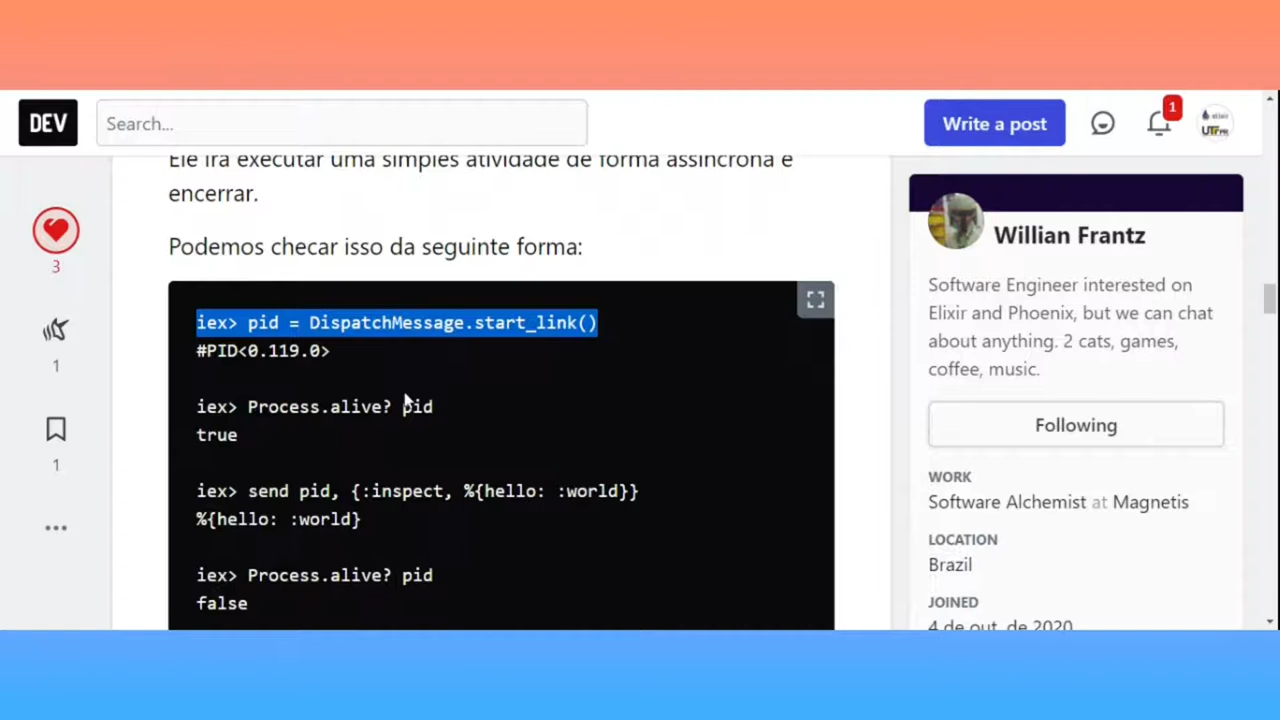 DEV
Search...
Write a post
1
Ele irá executar uma simples atividade de forma assíncrona e
encerrar.
Podemos checar isso da seguinte forma:
iex> pid = DispatchMessage.start_link()
#PID<0.119.0>
iex> Process.alive? pid
true
iex> send pid, {:inspect, %{hello: :world}}
%{hello: :world}
iex> Process.alive? pid
false
3
1
1
Willian Frantz
Software Engineer interested on
Elixir and Phoenix, but we can chat
about anything. 2 cats, games,
coffee, music.
Following
WORK
Software Alchemist at Magnetis
LOCATION
Brazil
JOINED
4 de out. de 2020
elixir
UTFPR